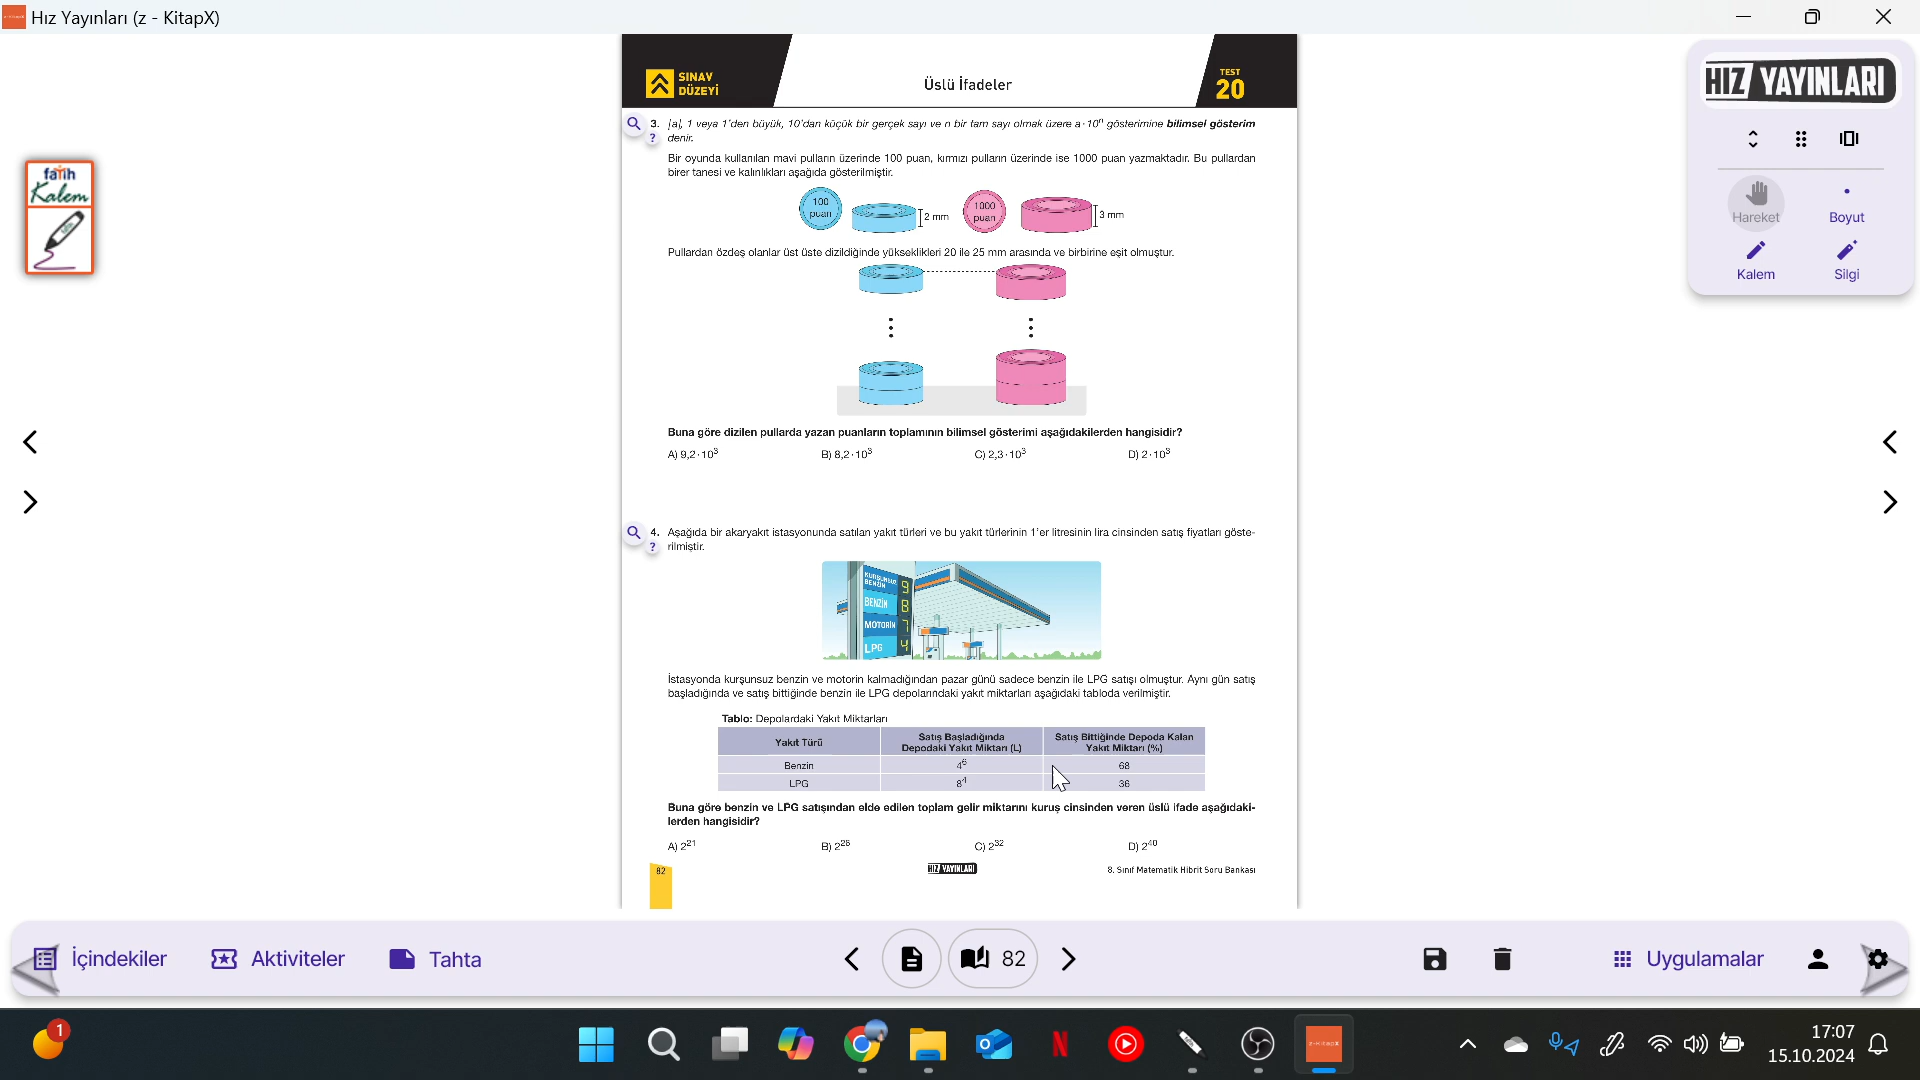 Hız Yayınları (z - KitapX)
SINAV
DÜZEYİ
Üslü İfadeler
TEST
20
HIZ YAYINLARI
3. |a|, 1 veya 1'den büyük, 10'dan küçük bir gerçek sayı ve n bir tam sayı olmak üzere a·10ⁿ gösterimine bilimsel gösterim
denir.
Bir oyunda kullanılan mavi pulların üzerinde 100 puan, kırmızı pulların üzerinde ise 1000 puan yazmaktadır. Bu pullardan
birer tanesi ve kalınlıkları aşağıda gösterilmiştir.
100
puan
2 mm
1000
puan
3 mm
Pullardan özdeş olanlar üst üste dizildiğinde yükseklikleri 20 ile 25 mm arasında ve birbirine eşit olmuştur.
Buna göre dizilen pullarda yazan puanların toplamının bilimsel gösterimi aşağıdakilerden hangisidir?
A) 9,2·10³ B) 8,2·10³ C) 2,3·10³ D) 2·10³
4. Aşağıda bir akaryakıt istasyonunda satılan yakıt türleri ve bu yakıt türlerinin 1'er litresinin lira cinsinden satış fiyatları göste-
rilmiştir.
KURŞUNSUZ
BENZİN 9
BENZİN 8
MOTORİN 7
LPG 4
İstasyonda kurşunsuz benzin ve motorin kalmadığından pazar günü sadece benzin ile LPG satışı olmuştur. Aynı gün satış
başladığında ve satış bittiğinde benzin ile LPG depolarındaki yakıt miktarları aşağıdaki tabloda verilmiştir.
Tablo: Depolardaki Yakıt Miktarları
Yakıt Türü
Satış Başladığında
Depodaki Yakıt Miktarı (L)
Satış Bittiğinde Depoda Kalan
Yakıt Miktarı (%)
Benzin 4⁶ 68
LPG 8⁴ 36
Buna göre benzin ve LPG satışından elde edilen toplam gelir miktarını kuruş cinsinden veren üslü ifade aşağıdaki-
lerden hangisidir?
A) 2²¹ B) 2²⁶ C) 2³² D) 2⁴⁰
82
HIZ YAYINLARI
8. Sınıf Matematik Hibrit Soru Bankası
fatih
Kalem
Hareket
Boyut
Kalem
Silgi
İçindekiler
Aktiviteler
Tahta
82
Uygulamalar
1
17:07
15.10.2024